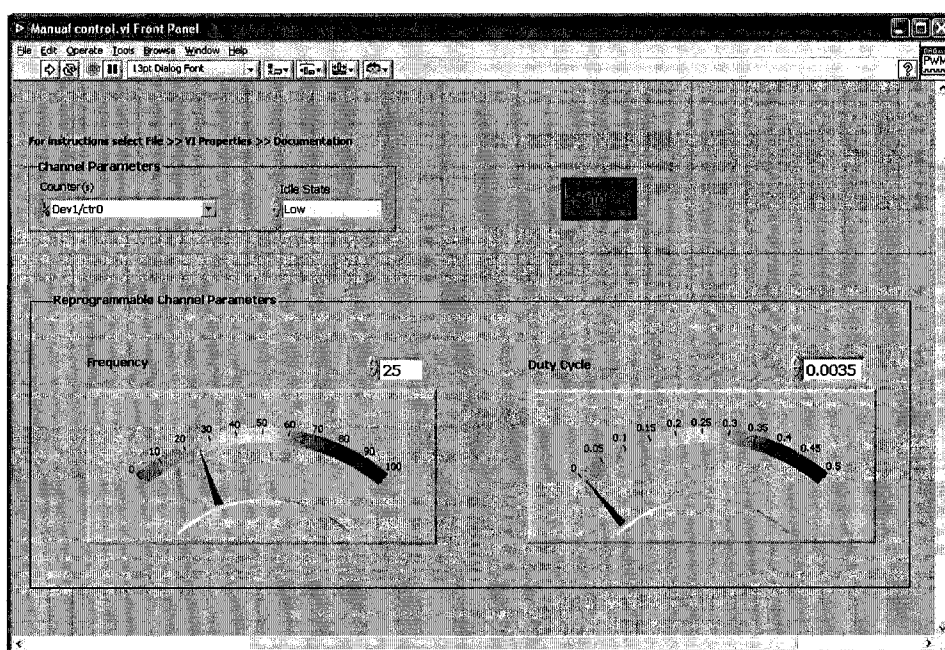 Manual control.vi Front Panel
File Edit Operate Tools Browse Window Help
13pt Dialog Font
PWM
For instructions select File >> VI Properties >> Documentation
Channel Parameters
Counter(s)
Idle State
Dev1/ctr0
Low
Reprogrammable Channel Parameters
Frequency
25
0 10 20 30 40 50 60 70 80 90 100
Duty Cycle
0.0035
0 0.05 0.1 0.15 0.2 0.25 0.3 0.35 0.4 0.45 0.5